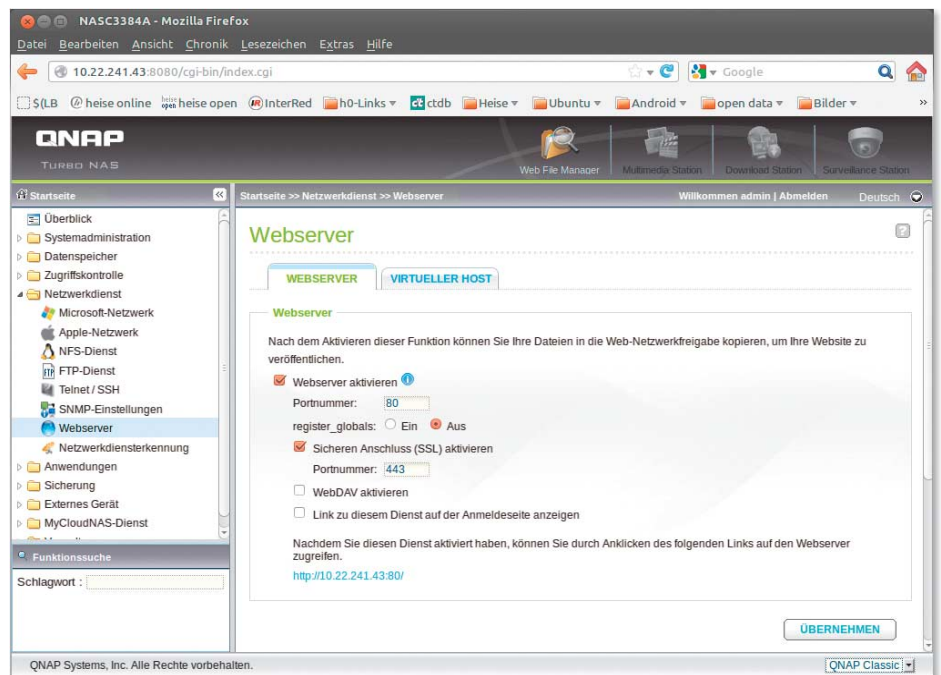 NASC3384A - Mozilla Firefox
Datei Bearbeiten Ansicht Chronik Lesezeichen Extras Hilfe
10.22.241.43:8080/cgi-bin/index.cgi
Google
S(LB heise online heise open heise open InterRed h0-Links ct ctdb Heise Ubuntu Android open data Bilder »
QNAP
TURBO NAS
Web File Manager
Multimedia Station
Download Station
Surveillance Station
Startseite
Startseite >> Netzwerkdienst >> Webserver
Willkommen admin | Abmelden
Deutsch
Überblick
Systemadministration
Datenspeicher
Zugriffskontrolle
Netzwerkdienst
Microsoft-Netzwerk
Apple-Netzwerk
NFS-Dienst
FTP
FTP-Dienst
Telnet / SSH
SNMP-Einstellungen
Webserver
Netzwerkdiensterkennung
Anwendungen
Sicherung
Externes Gerät
MyCloudNAS-Dienst
Funktionssuche
Schlagwort :
Webserver
?
WEBSERVER
VIRTUELLER HOST
Webserver
Nach dem Aktivieren dieser Funktion können Sie Ihre Dateien in die Web-Netzwerkfreigabe kopieren, um Ihre Website zu
veröffentlichen.
Webserver aktivieren
Portnummer: 80
register_globals: Ein Aus
Sicheren Anschluss (SSL) aktivieren
Portnummer: 443
WebDAV aktivieren
Link zu diesem Dienst auf der Anmeldeseite anzeigen
Nachdem Sie diesen Dienst aktiviert haben, können Sie durch Anklicken des folgenden Links auf den Webserver
zugreifen.
http://10.22.241.43:80/
ÜBERNEHMEN
QNAP Systems, Inc. Alle Rechte vorbehalten.
QNAP Classic